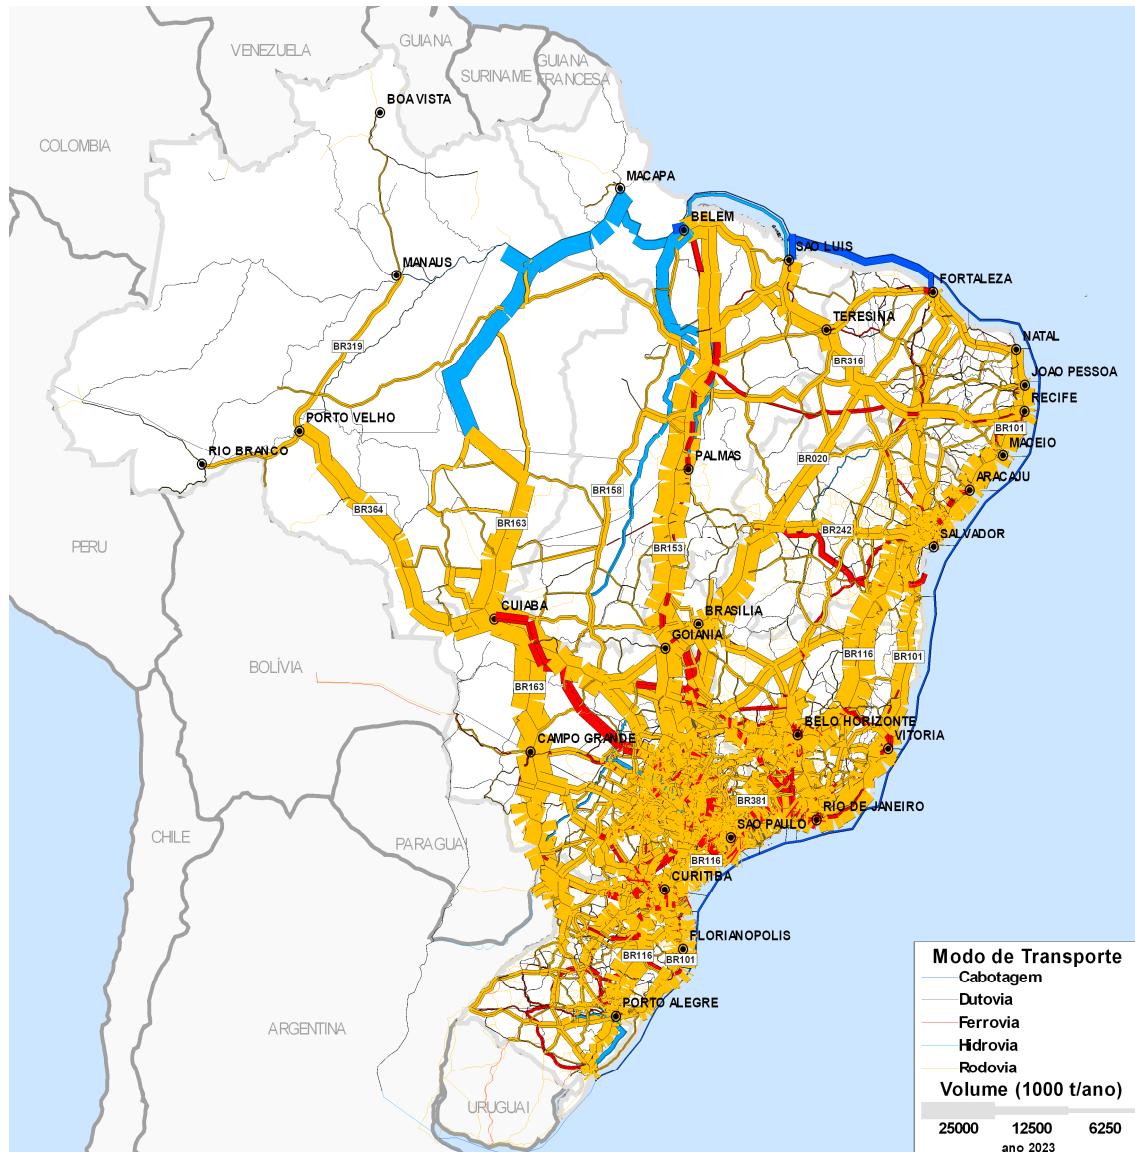 GUIANA
VENEZUELA
GUIANA
FRANCESA
SURINAME
BOA VISTA
COLOMBIA
MACAPA
BELEM
SAO LUIS
MANAUS
FORTALEZA
TERESINA
NATAL
BR319
BR316
JOAO PESSOA
RECIFE
PORTO VELHO
BR101
RIO BRANCO
MACEIO
PALMAS
BR020
ARACAJU
BR158
BR364
BR163
BR242
SALVADOR
PERU
BR153
CUIABA
BRASILIA
GOIANIA
BR116
BR101
BOLÍVIA
BR163
BELO HORIZONTE
VITORIA
CAMPO GRANDE
BR381
RIO DE JANEIRO
CHILE
PARAGUAI
SAO PAULO
BR116
CURITIBA
FLORIANOPOLIS
BR116
BR101
PORTO ALEGRE
ARGENTINA
URUGUAI
Modo de Transporte
Cabotagem
Dutovia
Ferrovia
Hidrovia
Rodovia
Volume (1000 t/ano)
25000 12500 6250
ano 2023